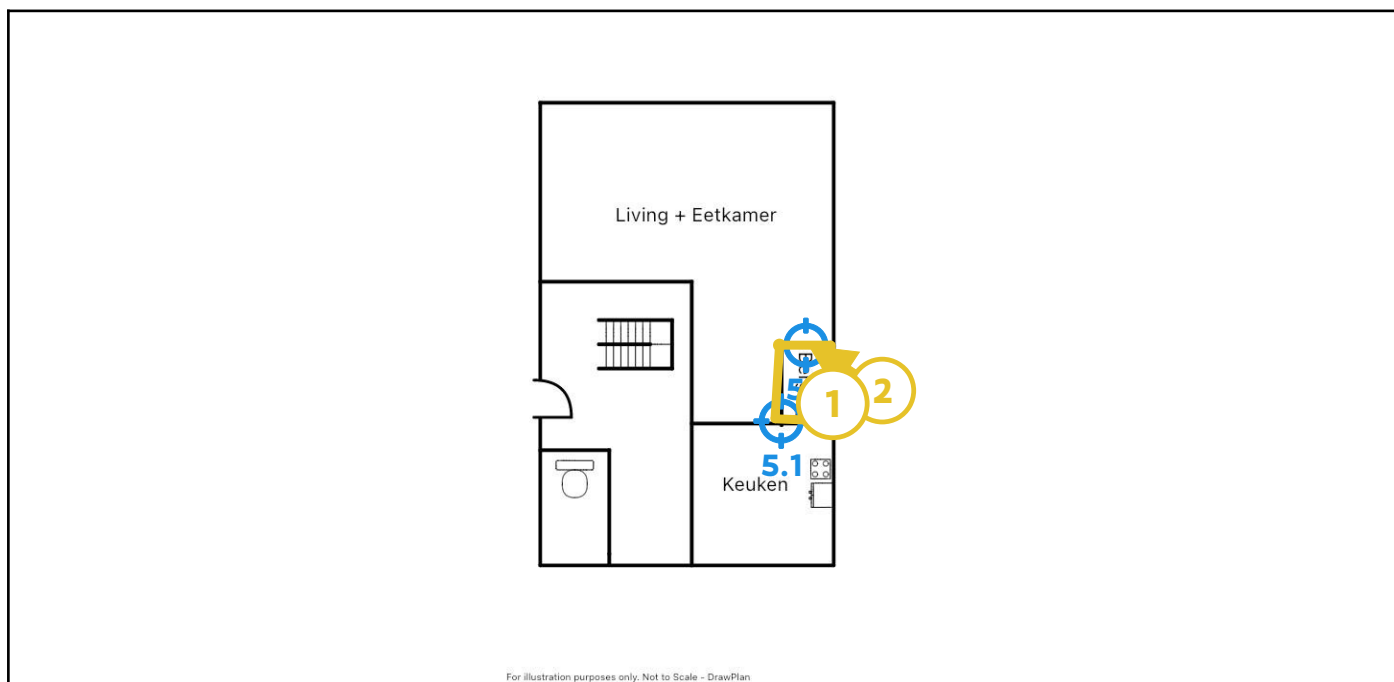 Living + Eetkamer
1
2
5.1
Keuken
For illustration purposes only. Not to Scale - DrawPlan